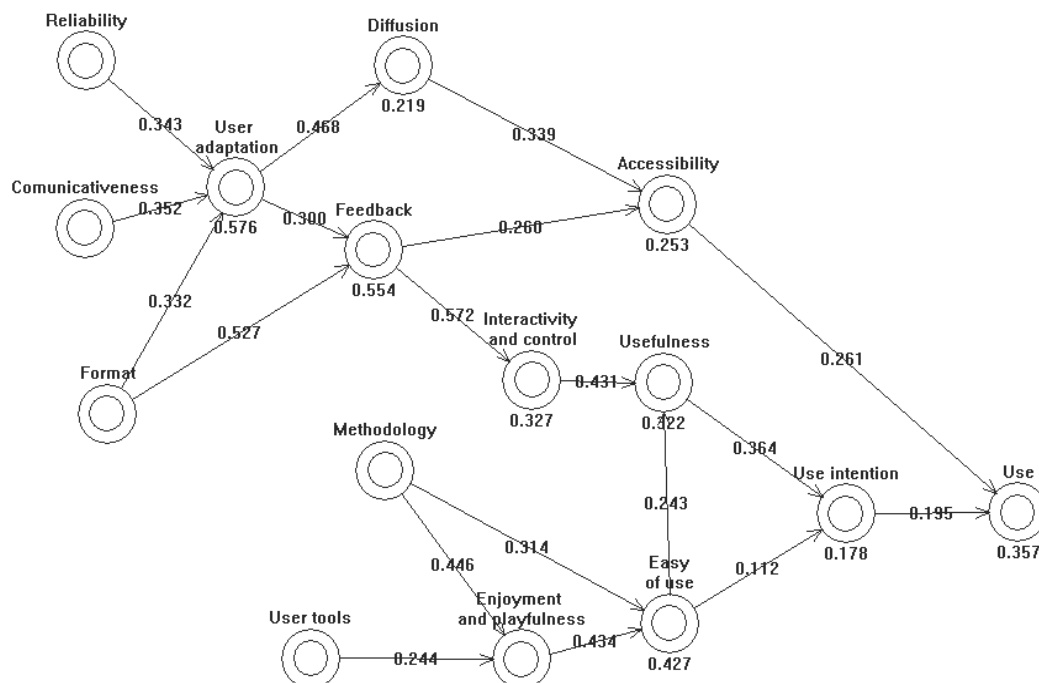 Reliability
Diffusion
0.219
0.343
User
adaptation
0.468
0.339
Accessibility
Comunicativeness
0.352
0.576
0.300
Feedback
0.260
0.253
0.554
0.332
0.527
0.572
Interactivity
and control
Usefulness
0.261
Format
0.431
0.327
0.322
Methodology
0.364
Use intention
Use
0.243
0.195
0.314
0.178
0.357
0.446
Easy
of use
0.112
Enjoyment
and playfulness
User tools
0.434
0.244
0.427